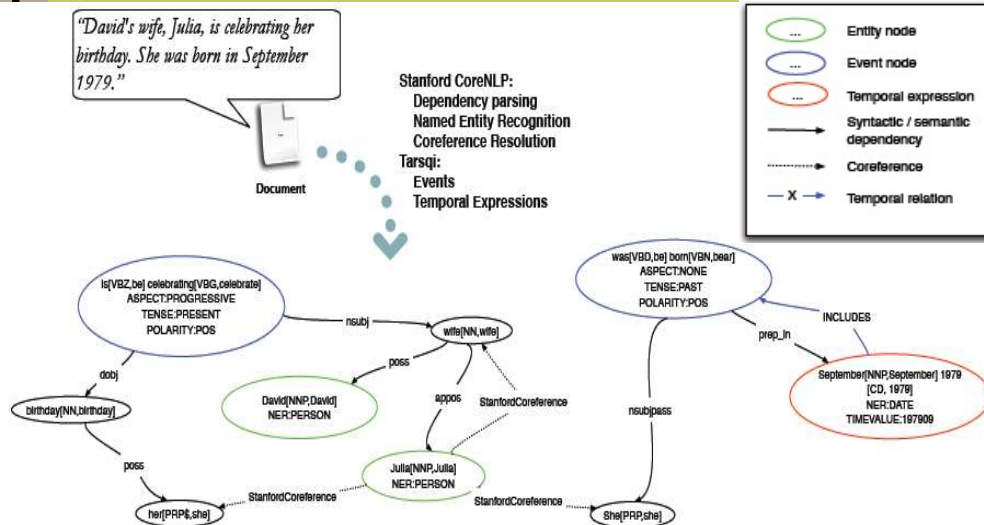 “David's wife, Julia, is celebrating her
birthday. She was born in September
1979.”
Document
Stanford CoreNLP:
Dependency parsing
Named Entity Recognition
Coreference Resolution
Tarsqi:
Events
Temporal Expressions
... Entity node
... Event node
... Temporal expression
Syntactic / semantic
dependency
Coreference
X Temporal relation
is[VBZ,be] celebrating[VBG,celebrate]
ASPECT:PROGRESSIVE
TENSE:PRESENT
POLARITY:POS
nsubj
wife[NN,wife]
dobj
birthday[NN,birthday]
poss
David[NNP,David]
NER:PERSON
appos
StanfordCoreference
poss
Julia[NNP,Julia]
NER:PERSON
StanfordCoreference
her[PRP$,she]
StanfordCoreference
She[PRP,she]
was[VBD,be] born[VBN,bear]
ASPECT:NONE
TENSE:PAST
POLARITY:POS
INCLUDES
prep_in
nsubjpass
September[NNP,September] 1979
[CD, 1979]
NER:DATE
TIMEVALUE:197909